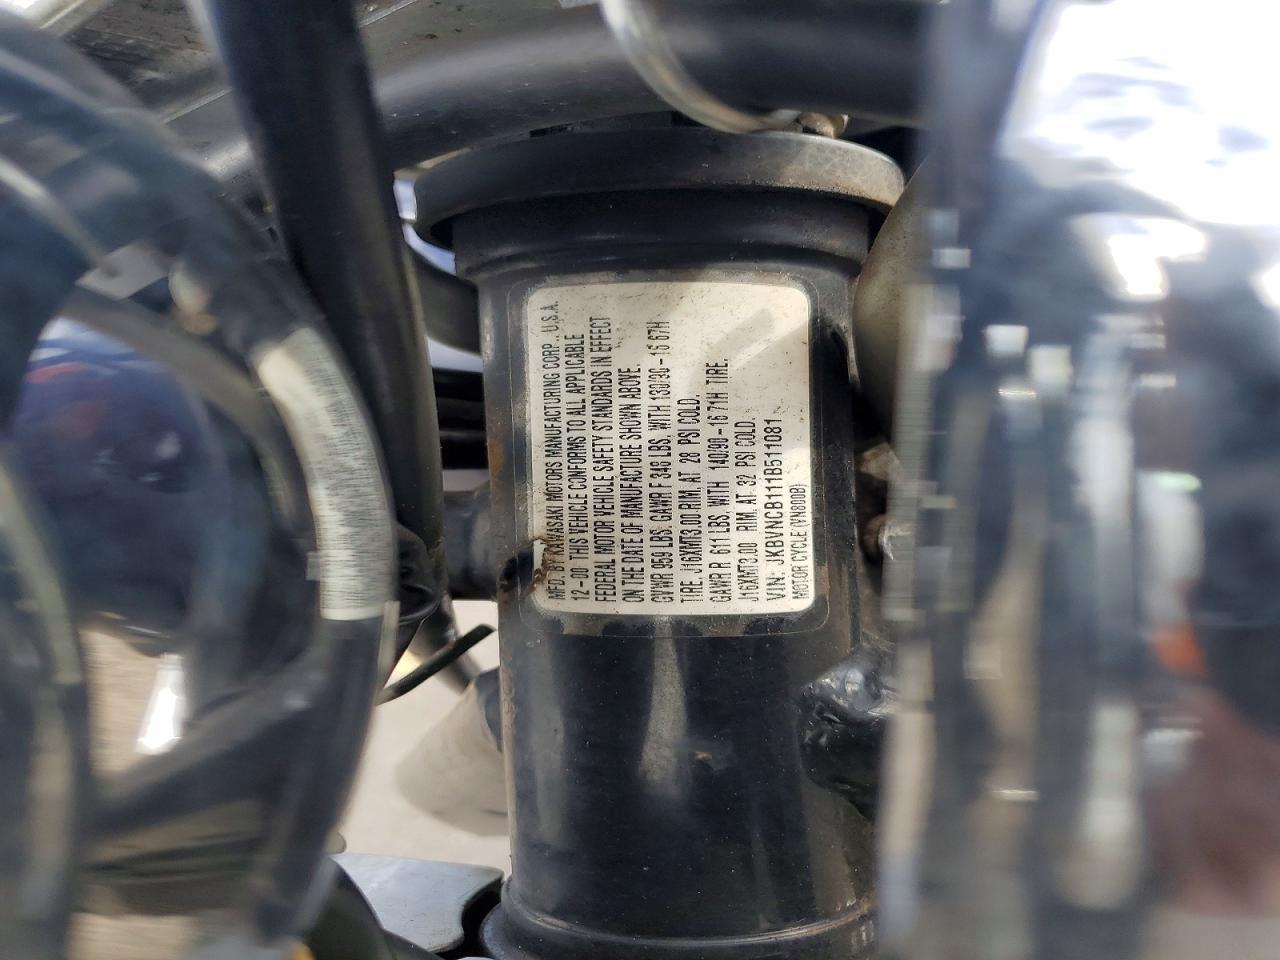 MFD. BY KAWASAKI MOTORS MANUFACTURING CORP., U.S.A.
12-00 THIS VEHICLE CONFORMS TO ALL APPLICABLE
FEDERAL MOTOR VEHICLE SAFETY STANDARDS IN EFFECT
ON THE DATE OF MANUFACTURE SHOWN ABOVE.
GVWR 959 LBS. GAWR F 348 LBS. WITH 130/90-16 67H
TIRE, J16XMT3.00 RIM, AT 28 PSI COLD.
GAWR R 611 LBS. WITH 140/90-16 71H TIRE,
J16XMT3.00 RIM, AT 32 PSI COLD.
VIN: JKBVNCB111B511081
MOTOR CYCLE (VN800B)